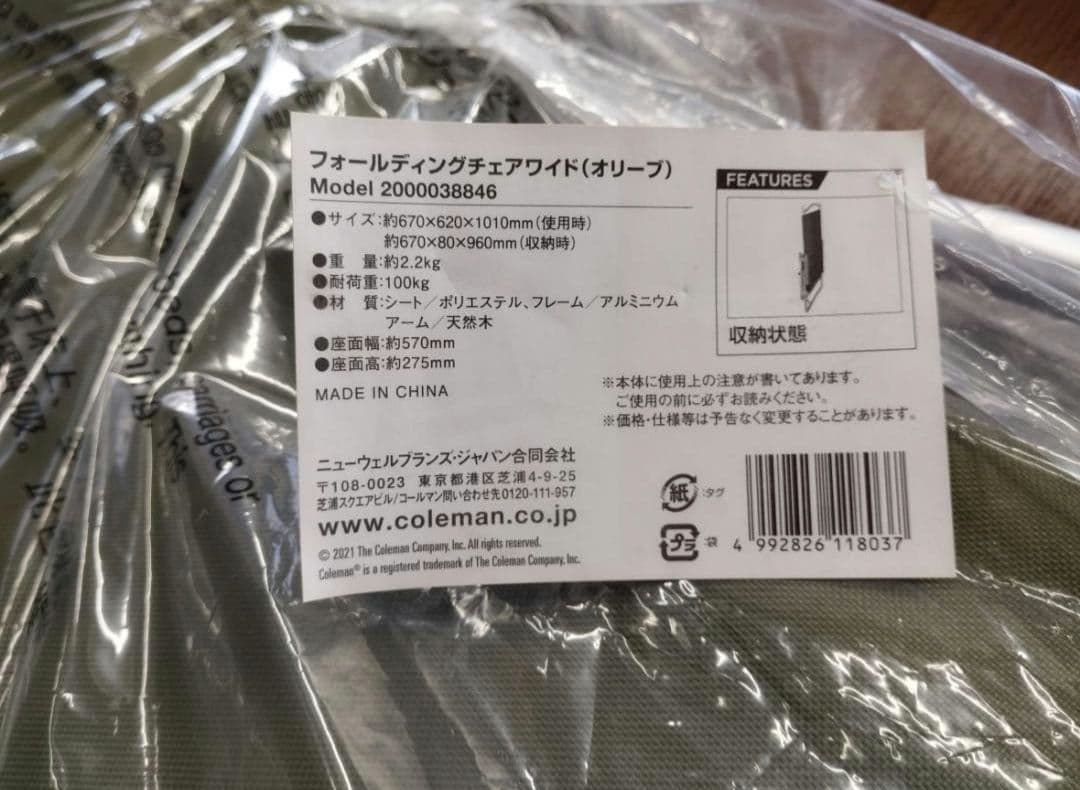 フォールディングチェアワイド(オリーブ)
Model 2000038846
●サイズ:約670×620×1010mm(使用時)
約670×80×960mm(収納時)
●重　量:約2.2kg
●耐荷重:100kg
●材　質:シート／ポリエステル、フレーム／アルミニウム
アーム／天然木
●座面幅:約570mm
●座面高:約275mm
MADE IN CHINA
FEATURES
収納状態
※本体に使用上の注意が書いてあります。
ご使用の前に必ずお読みください。
※価格・仕様等は予告なく変更することがあります。
ニューウェルブランズ・ジャパン合同会社
〒108-0023 東京都港区芝浦4-9-25
芝浦スクエアビル/コールマン問い合わせ先0120-111-957
www.coleman.co.jp
© 2021 The Coleman Company, Inc. All rights reserved.
Coleman® is a registered trademark of The Coleman Company, Inc.
紙 :タグ
プラ :袋
4 992826 118037
carriages or
This